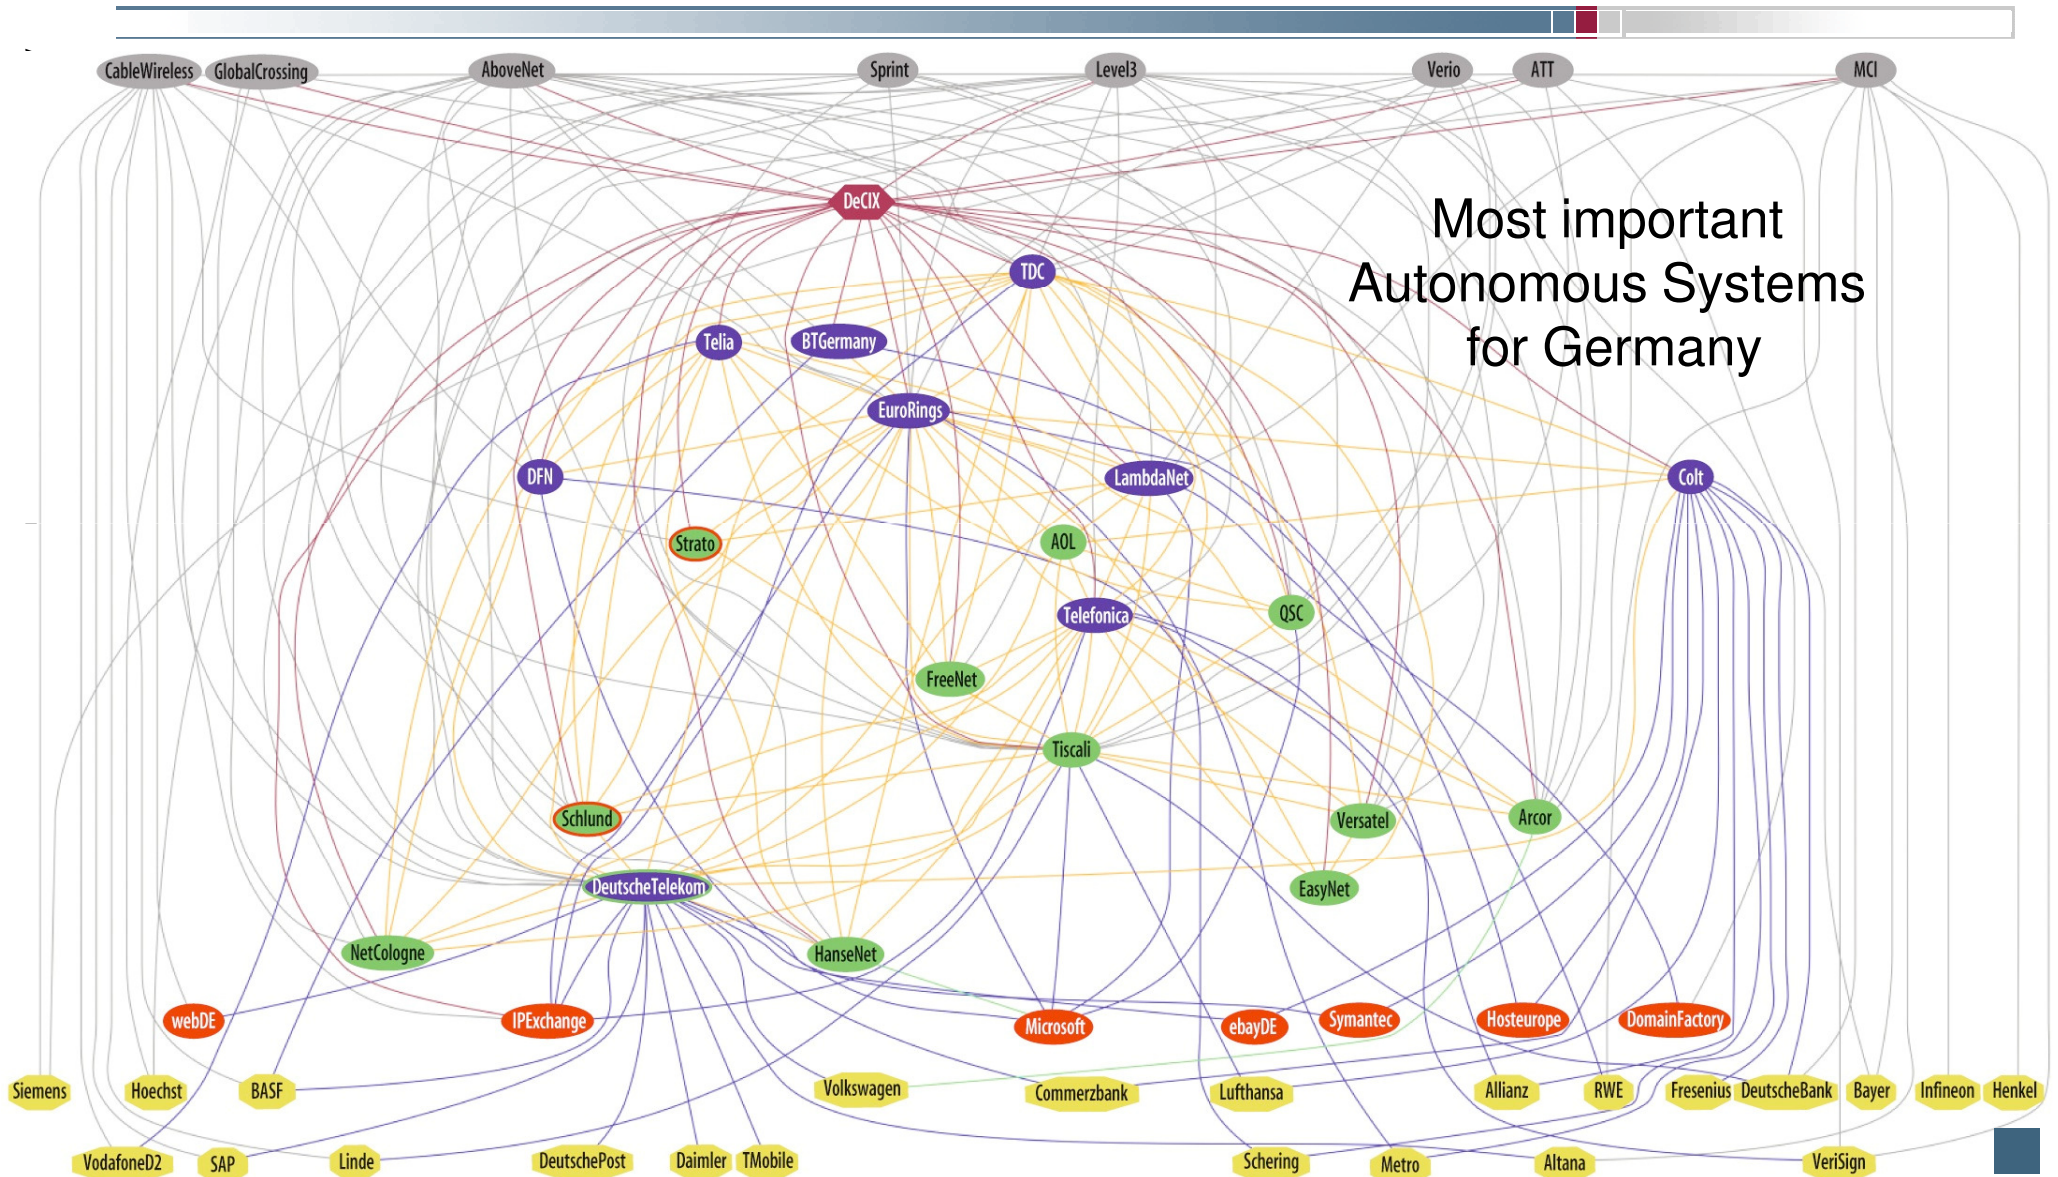 CableWireless GlobalCrossing AboveNet Sprint Level3 Verio ATT MCI
DeCIX
Most important
Autonomous Systems
for Germany
TDC
Telia BTGermany
EuroRings
DFN LambdaNet Colt
Strato AOL
Telefonica QSC
FreeNet
Tiscali
Schlund Versatel Arcor
DeutscheTelekom EasyNet
NetCologne HanseNet
webDE IPExchange Microsoft ebayDE Symantec Hosteurope DomainFactory
Siemens Hoechst BASF Volkswagen Commerzbank Lufthansa Allianz RWE Fresenius DeutscheBank Bayer Infineon Henkel
VodafoneD2 SAP Linde DeutschePost Daimler TMobile Schering Metro Altana VeriSign